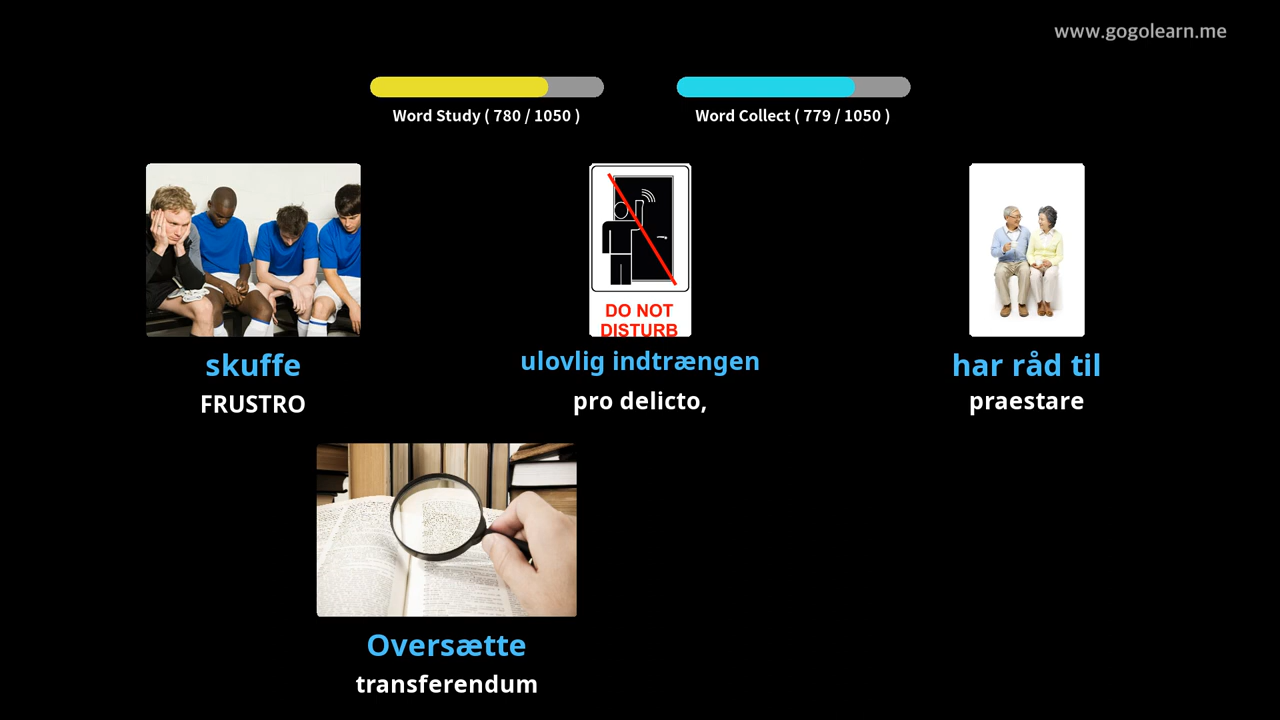 www.gogolearn.me
Word Study ( 780 / 1050 )
Word Collect ( 779 / 1050 )
DO NOT
DISTURB
skuffe
ulovlig indtrængen
har råd til
FRUSTRO
pro delicto,
praestare
Oversætte
transferendum